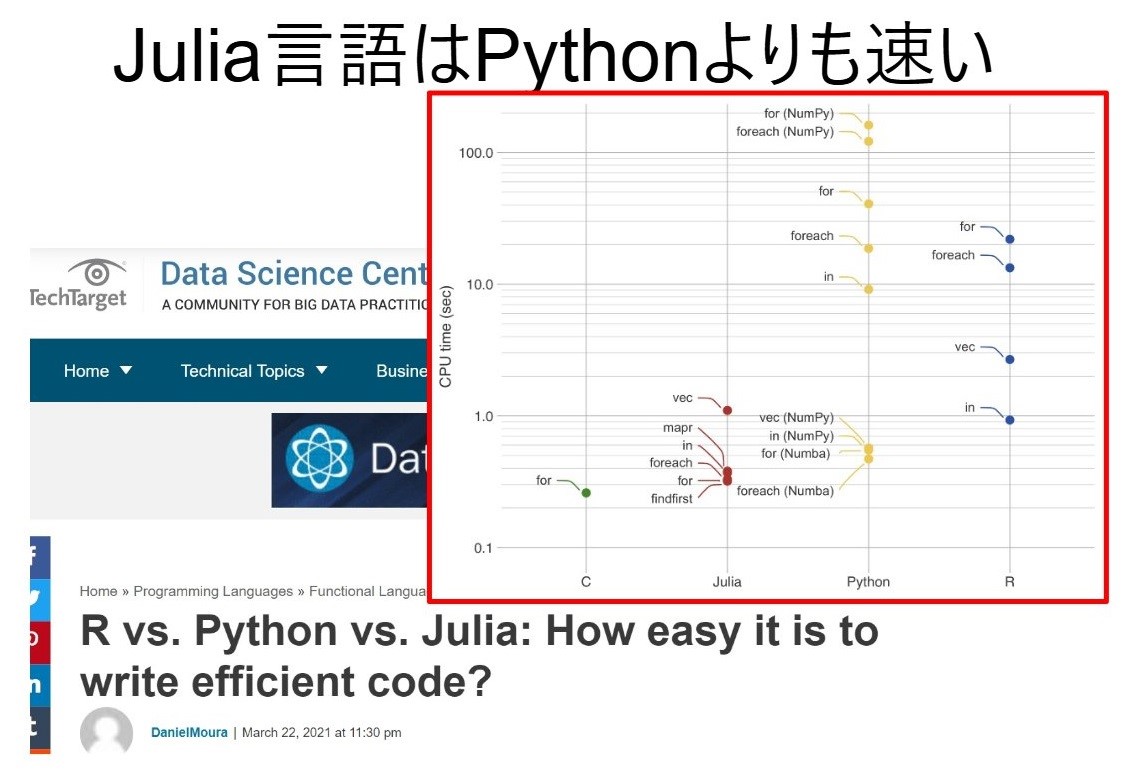 Julia言語はPythonよりも速い
for (NumPy)
foreach (NumPy)
100.0
for
foreach
for
foreach
in
10.0
CPU time (sec)
vec
in
vec
1.0
vec (NumPy)
mapr
in (NumPy)
in
for (Numba)
foreach
for
for
foreach (Numba)
findfirst
0.1
C
Julia
Python
R
TechTarget
Data Science Cent
A COMMUNITY FOR BIG DATA PRACTITIO
Home
Technical Topics
Busine
Dat
Home » Programming Languages » Functional Langua
R vs. Python vs. Julia: How easy it is to
write efficient code?
DanielMoura | March 22, 2021 at 11:30 pm